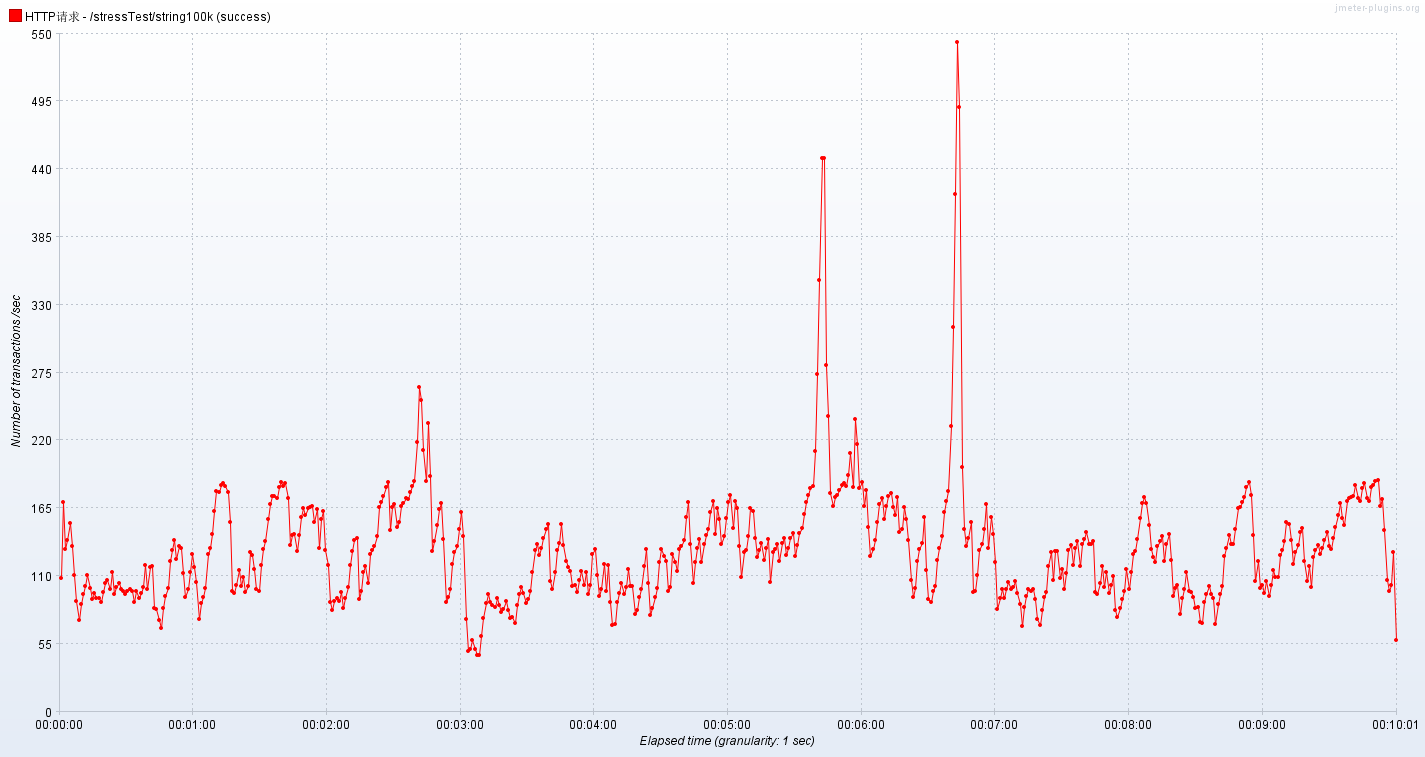 jmeter-plugins.org
HTTP请求 - /stressTest/string100k (success)
550
495
440
385
330
275
220
165
110
55
0
Number of transactions /sec
00:00:00 00:01:00 00:02:00 00:03:00 00:04:00 00:05:00 00:06:00 00:07:00 00:08:00 00:09:00 00:10:01
Elapsed time (granularity: 1 sec)